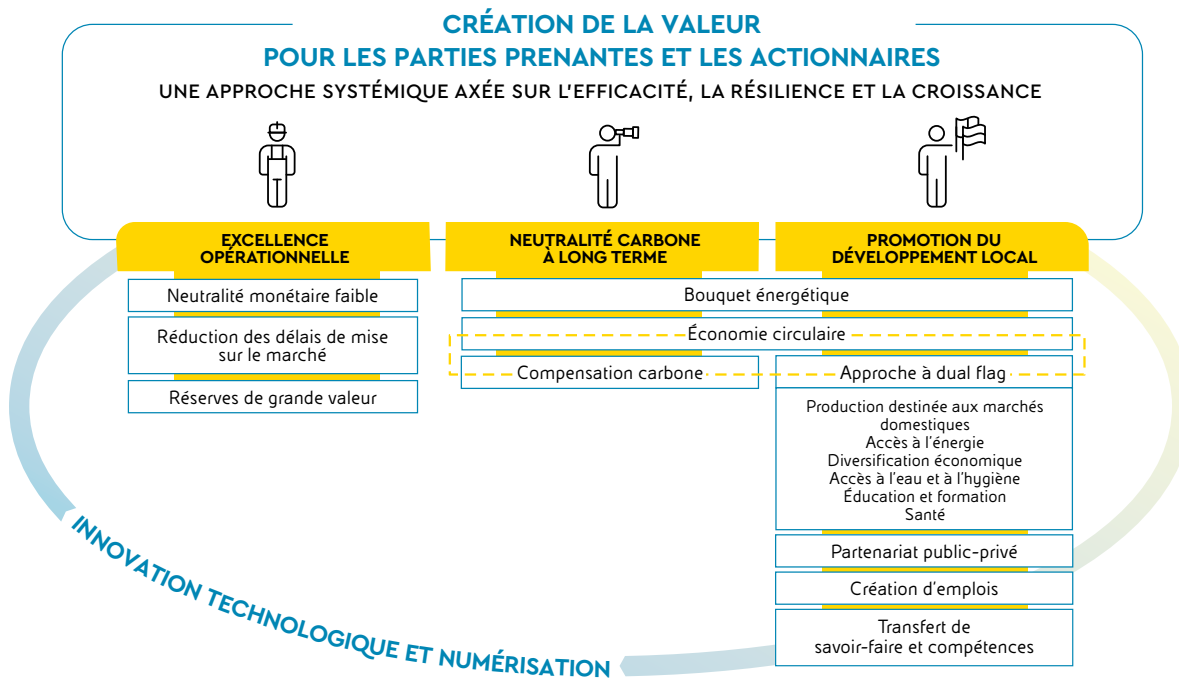 CRÉATION DE LA VALEUR
POUR LES PARTIES PRENANTES ET LES ACTIONNAIRES
UNE APPROCHE SYSTÉMIQUE AXÉE SUR L'EFFICACITÉ, LA RÉSILIENCE ET LA CROISSANCE
EXCELLENCE
OPÉRATIONNELLE
Neutralité monétaire faible
Réduction des délais de mise
sur le marché
Réserves de grande valeur
NEUTRALITÉ CARBONE
À LONG TERME
PROMOTION DU
DÉVELOPPEMENT LOCAL
Bouquet énergétique
Économie circulaire
Compensation carbone
Approche à dual flag
Production destinée aux marchés
domestiques
Accès à l'énergie
Diversification économique
Accès à l'eau et à l'hygiène
Éducation et formation
Santé
Partenariat public-privé
Création d'emplois
Transfert de
savoir-faire et compétences
INNOVATION TECHNOLOGIQUE ET NUMÉRISATION